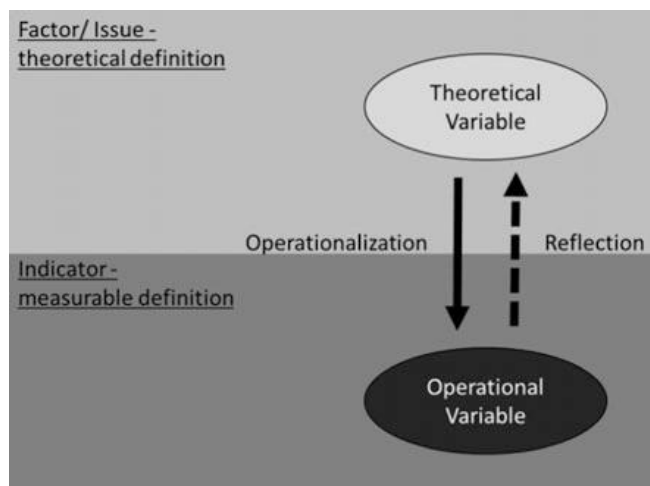 Factor/ Issue -
theoretical definition
Theoretical
Variable
Operationalization
Reflection
Indicator -
measurable definition
Operational
Variable